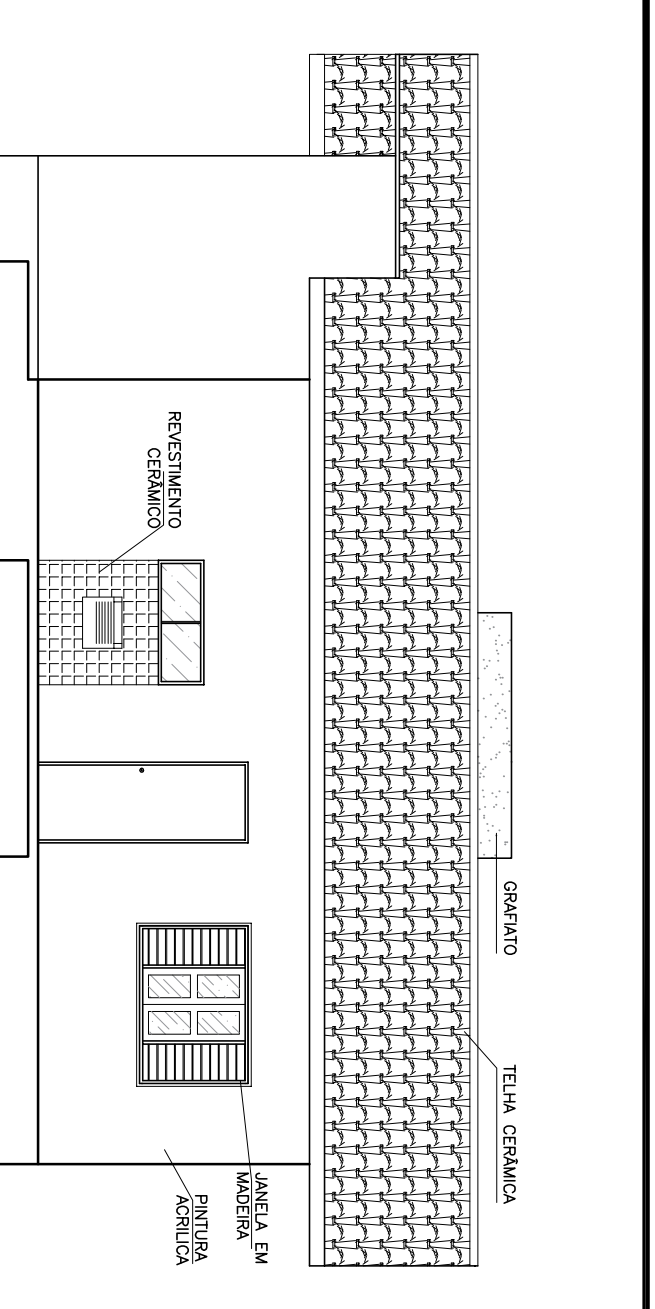 REVESTIMENTO
CERÂMICO
GRAFIATO
TELHA CERÂMICA
JANELA EM
MADEIRA
PINTURA
ACRILICA